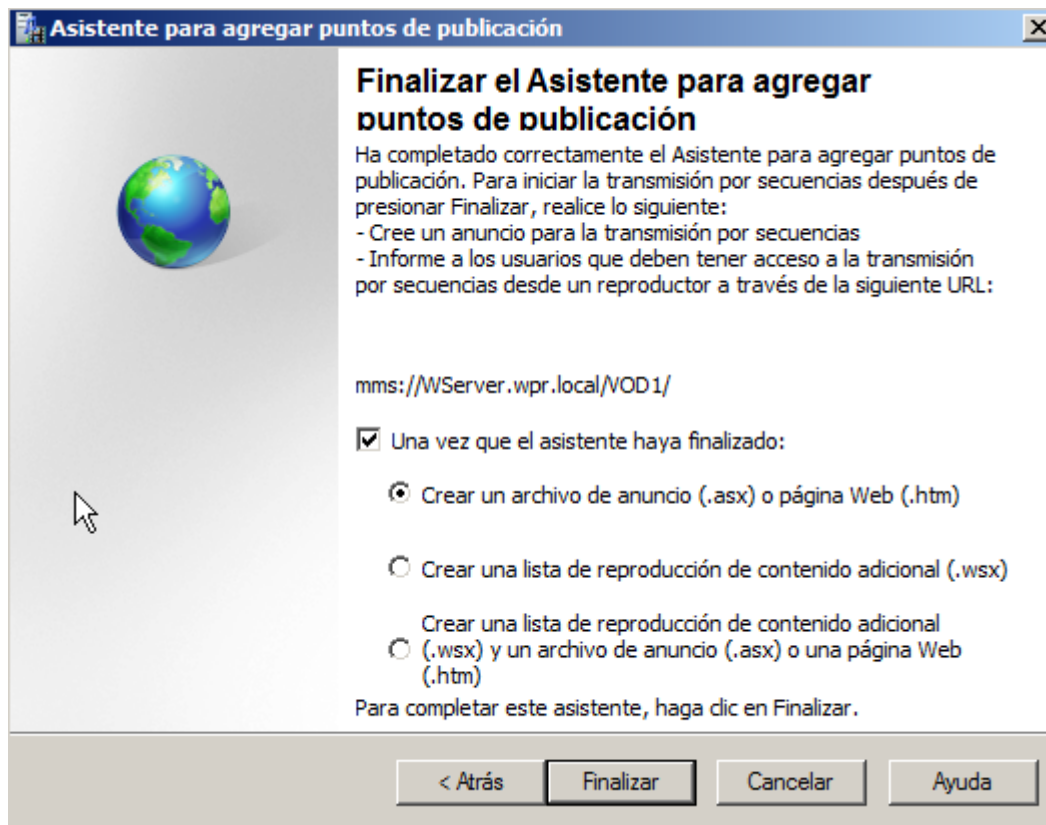 Asistente para agregar puntos de publicación
Finalizar el Asistente para agregar
puntos de publicación
Ha completado correctamente el Asistente para agregar puntos de
publicación. Para iniciar la transmisión por secuencias después de
presionar Finalizar, realice lo siguiente:
- Cree un anuncio para la transmisión por secuencias
- Informe a los usuarios que deben tener acceso a la transmisión
por secuencias desde un reproductor a través de la siguiente URL:
mms://WServer.wpr.local/VOD1/
Una vez que el asistente haya finalizado:
Crear un archivo de anuncio (.asx) o página Web (.htm)
Crear una lista de reproducción de contenido adicional (.wsx)
Crear una lista de reproducción de contenido adicional
(.wsx) y un archivo de anuncio (.asx) o una página Web
(.htm)
Para completar este asistente, haga clic en Finalizar.
< Atrás Finalizar Cancelar Ayuda